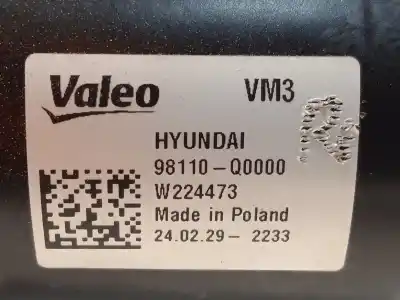 Valeo VM3
HYUNDAI
98110-Q0000
W224473
Made in Poland
24.02.29- 2233